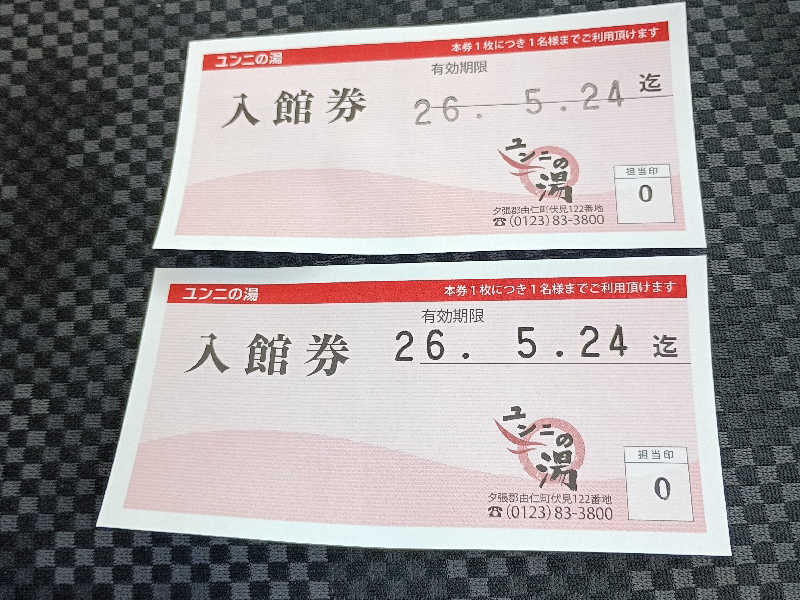 ユンニの湯
本券1枚につき1名様までご利用頂けます
有効期限
入館券
26. 5.24 迄
ユンニの湯
担当印
0
夕張郡由仁町伏見122番地
☎(0123)83-3800
ユンニの湯
本券1枚につき1名様までご利用頂けます
有効期限
入館券
26. 5.24 迄
ユンニの湯
担当印
0
夕張郡由仁町伏見122番地
☎(0123)83-3800